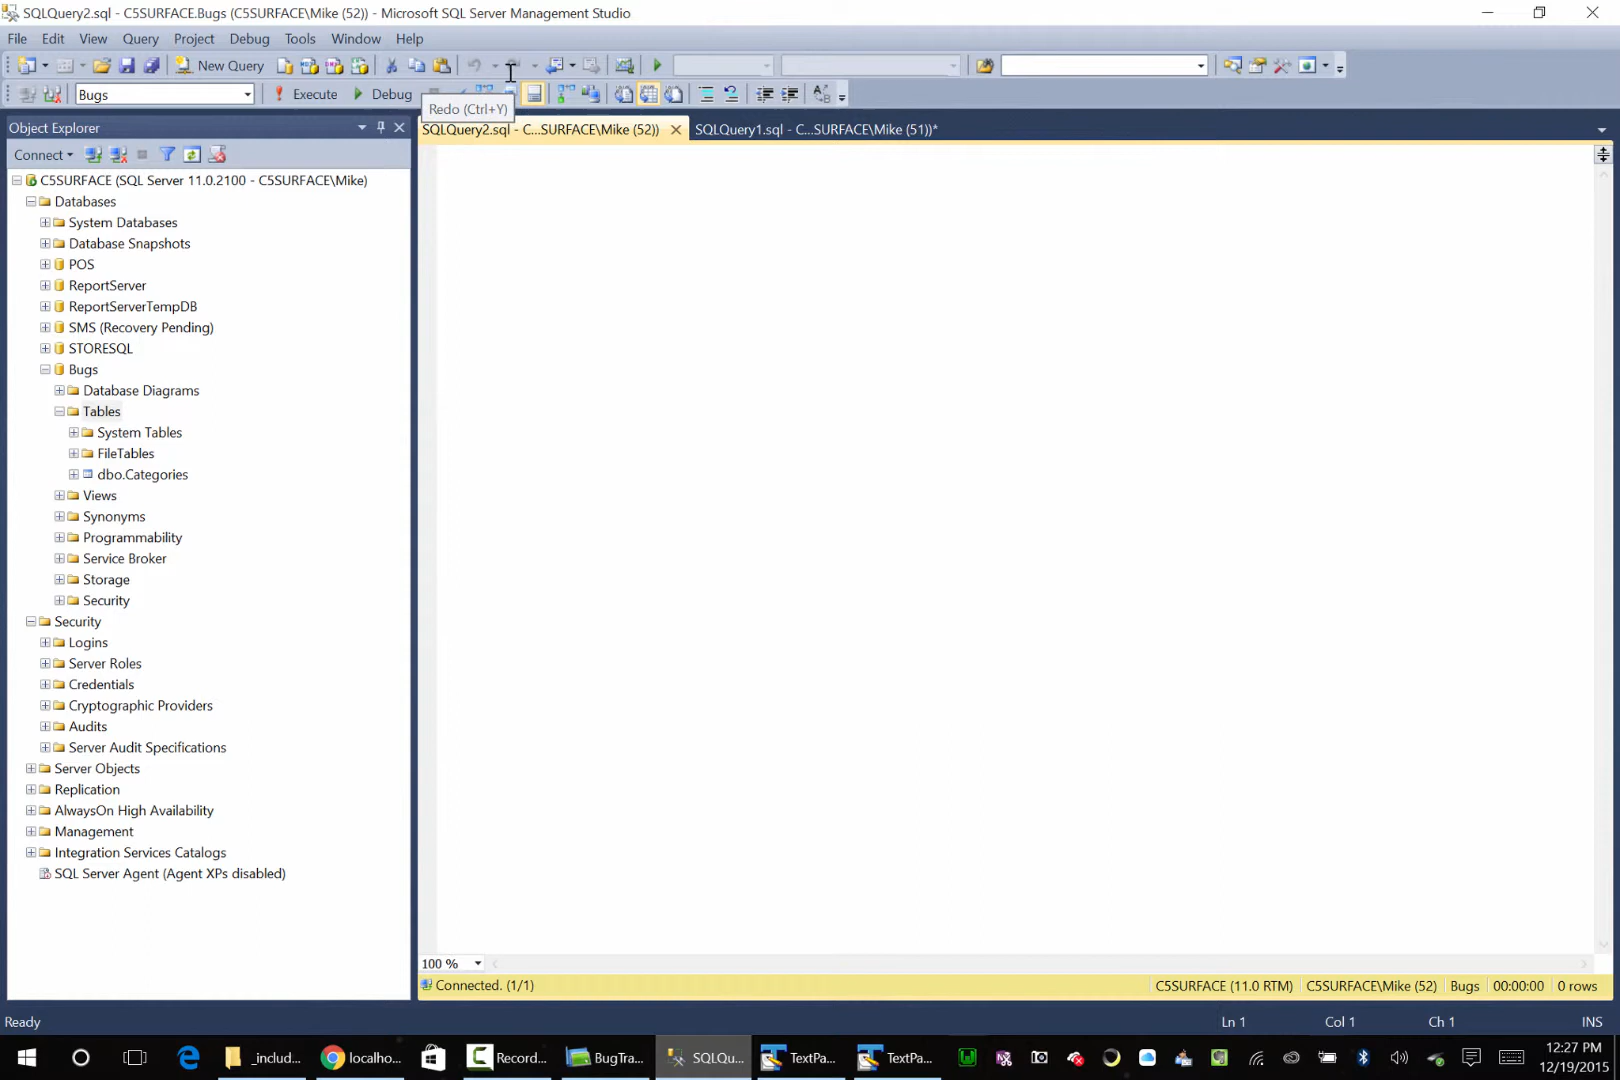 SQLQuery2.sql - C5SURFACE.Bugs (C5SURFACE\Mike (52)) - Microsoft SQL Server Management Studio
File Edit View Query Project Debug Tools Window Help
New Query
Bugs Execute Debug
Redo (Ctrl+Y)
Object Explorer
SQLQuery2.sql - C...SURFACE\Mike (52)) SQLQuery1.sql - C...SURFACE\Mike (51))*
Connect
C5SURFACE (SQL Server 11.0.2100 - C5SURFACE\Mike)
Databases
System Databases
Database Snapshots
POS
ReportServer
ReportServerTempDB
SMS (Recovery Pending)
STORESQL
Bugs
Database Diagrams
Tables
System Tables
FileTables
dbo.Categories
Views
Synonyms
Programmability
Service Broker
Storage
Security
Security
Logins
Server Roles
Credentials
Cryptographic Providers
Audits
Server Audit Specifications
Server Objects
Replication
AlwaysOn High Availability
Management
Integration Services Catalogs
SQL Server Agent (Agent XPs disabled)
100 %
Connected. (1/1) C5SURFACE (11.0 RTM) C5SURFACE\Mike (52) Bugs 00:00:00 0 rows
Ready Ln 1 Col 1 Ch 1 INS
_includ... localho... Record... BugTra... SQLQu... TextPa... TextPa... 12:27 PM
12/19/2015